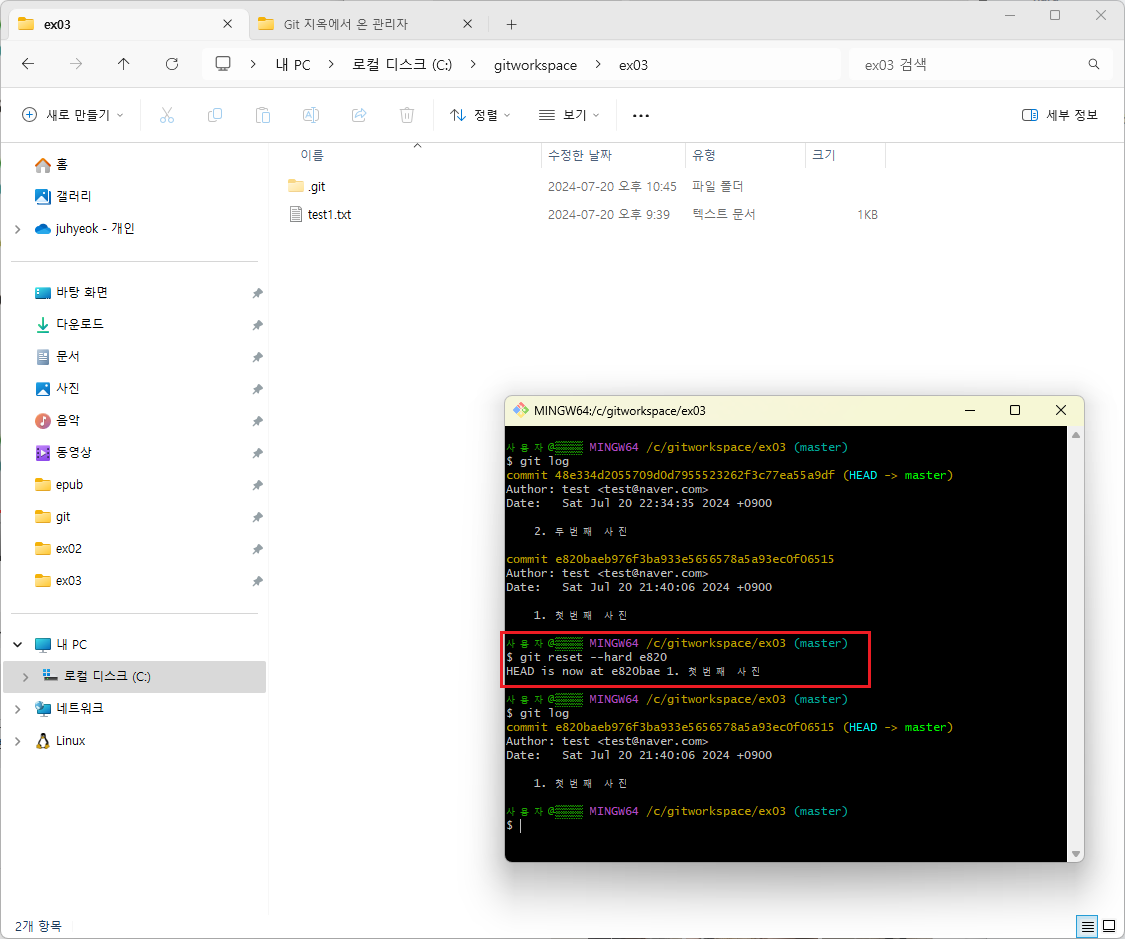 ex03
Git 지옥에서 온 관리자
내 PC
로컬 디스크 (C:)
gitworkspace
ex03
ex03 검색
새로 만들기
정렬
보기
세부 정보
이름
수정한 날짜
유형
크기
.git
2024-07-20 오후 10:45
파일 폴더
test1.txt
2024-07-20 오후 9:39
텍스트 문서
1KB
홈
갤러리
juhyeok - 개인
바탕 화면
다운로드
문서
사진
음악
동영상
epub
git
ex02
ex03
내 PC
로컬 디스크 (C:)
네트워크
Linux
2개 항목
MINGW64:/c/gitworkspace/ex03
사용자@▒▒▒▒ MINGW64 /c/gitworkspace/ex03 (master)
$ git log
commit 48e334d2055709d0d7955523262f3c77ea55a9df (HEAD -> master)
Author: test <test@naver.com>
Date:   Sat Jul 20 22:34:35 2024 +0900
2. 두번째 사진
commit e820baeb976f3ba933e5656578a5a93ec0f06515
Author: test <test@naver.com>
Date:   Sat Jul 20 21:40:06 2024 +0900
1. 첫번째 사진
사용자@▒▒▒▒ MINGW64 /c/gitworkspace/ex03 (master)
$ git reset --hard e820
HEAD is now at e820bae 1. 첫번째 사진
사용자@▒▒▒▒ MINGW64 /c/gitworkspace/ex03 (master)
$ git log
commit e820baeb976f3ba933e5656578a5a93ec0f06515 (HEAD -> master)
Author: test <test@naver.com>
Date:   Sat Jul 20 21:40:06 2024 +0900
1. 첫번째 사진
사용자@▒▒▒▒ MINGW64 /c/gitworkspace/ex03 (master)
$